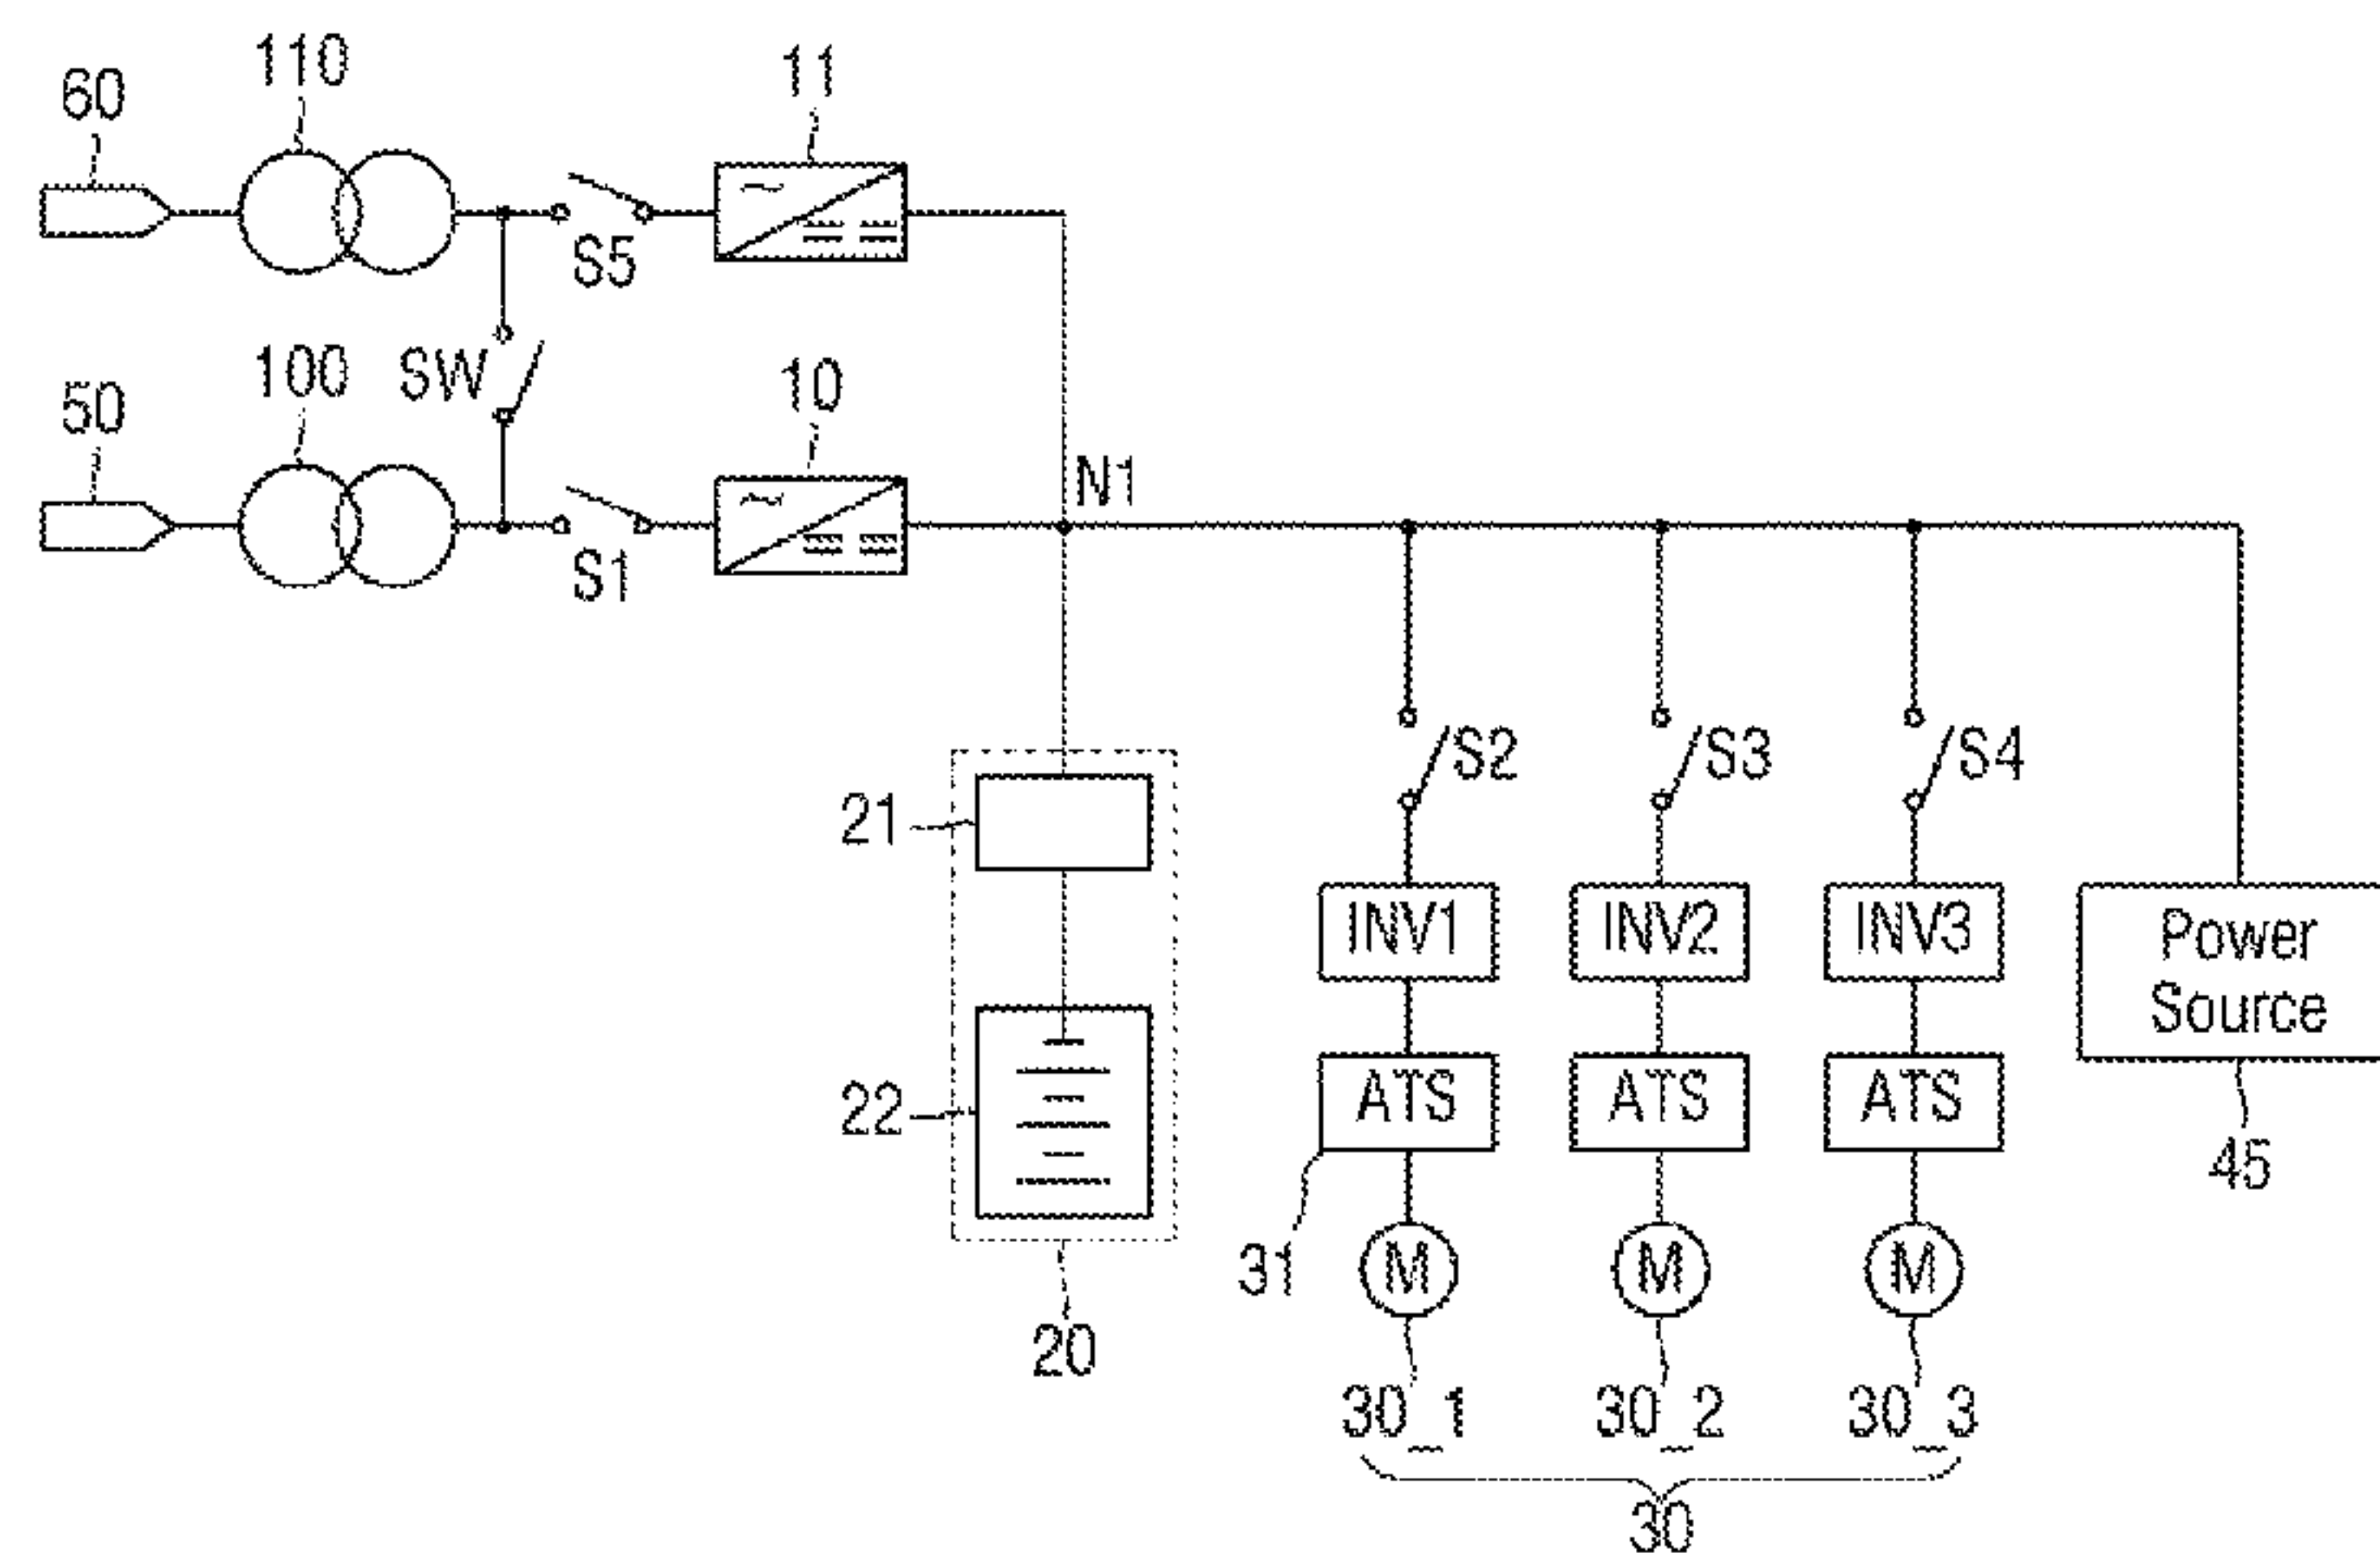 110
11
60
S5
100
SW
10
50
N1
S1
S2
S3
S4
21
INV1
INV2
INV3
Power
Source
22
ATS
ATS
ATS
45
31
M
M
M
20
30_1
30_2
30_3
30